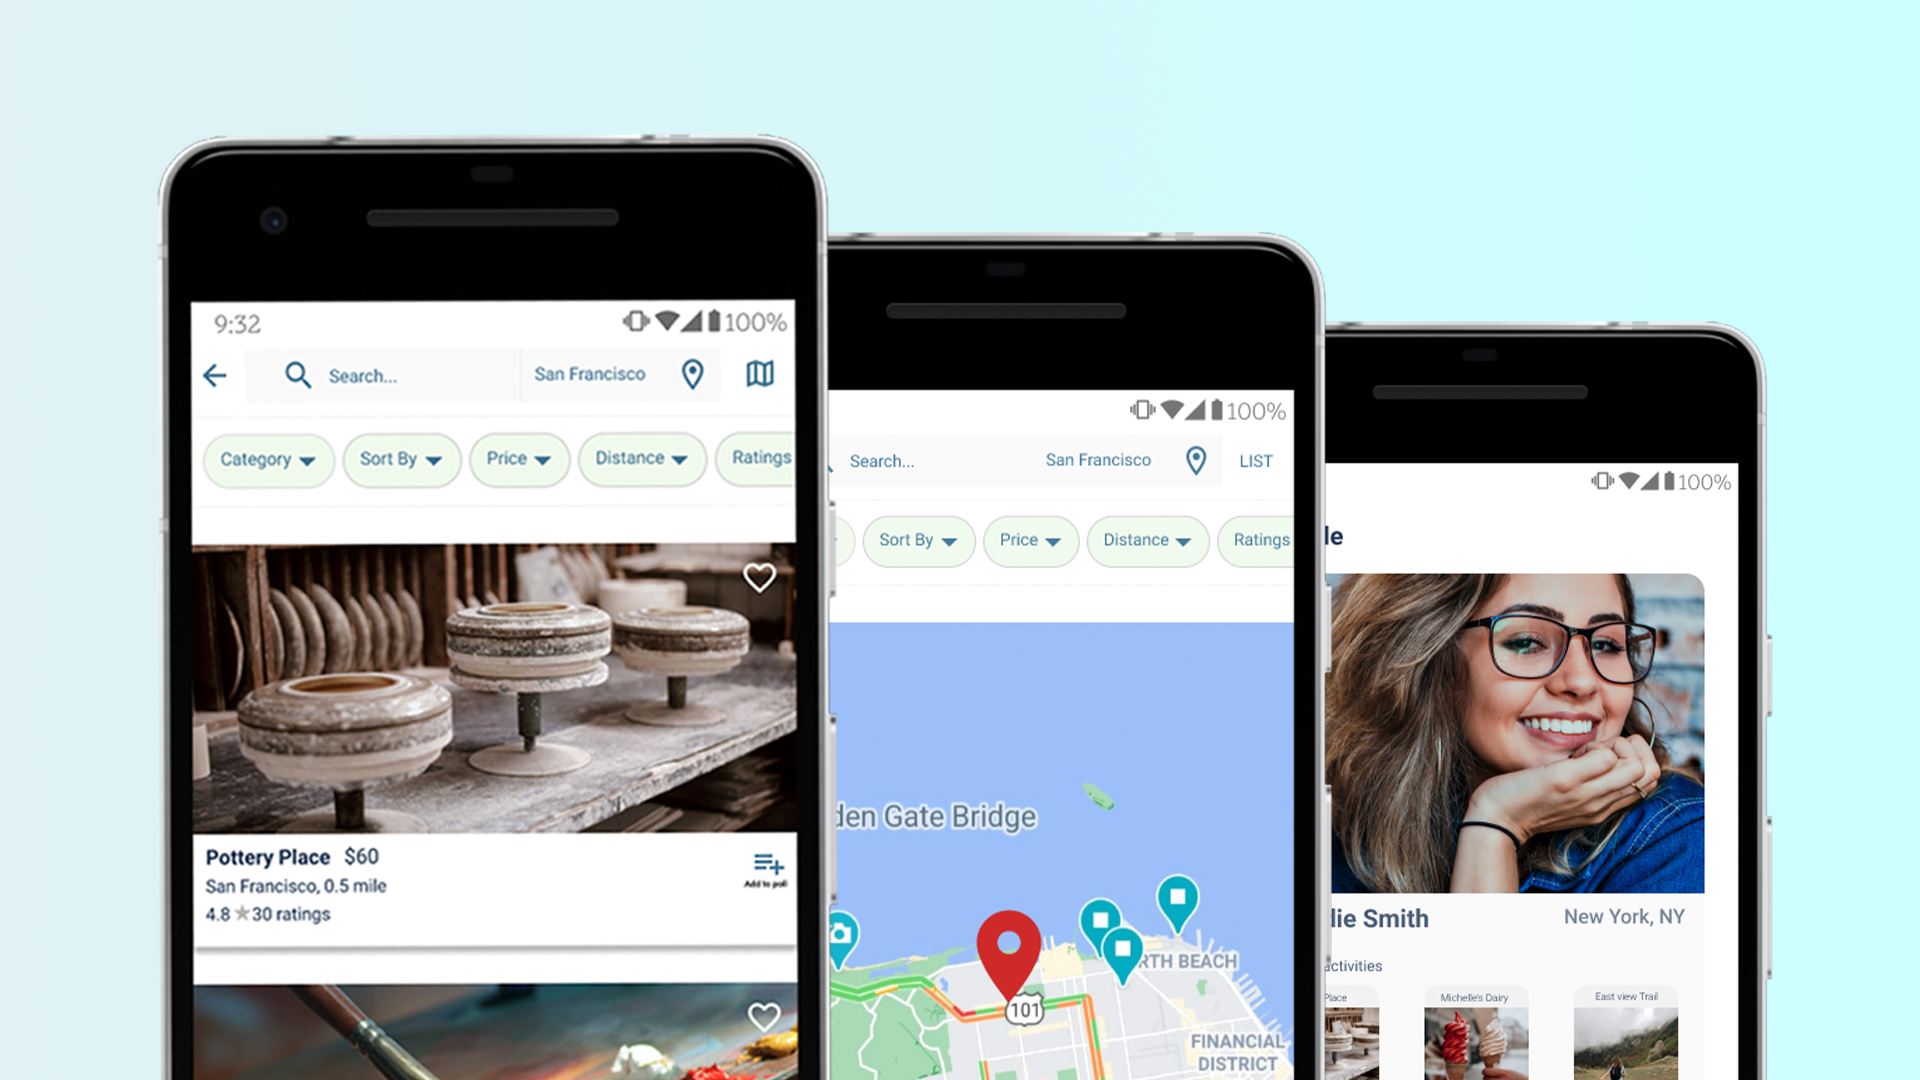 9:32
100%
Search...
San Francisco
Category
Sort By
Price
Distance
Ratings
Pottery Place $60
Add to poll
San Francisco, 0.5 mile
4.8 30 ratings
100%
Search...
San Francisco
LIST
Sort By
Price
Distance
Ratings
den Gate Bridge
RTH BEACH
101
FINANCIAL
DISTRICT
100%
le
die Smith
New York, NY
activities
Place
Michelle's Dairy
East view Trail